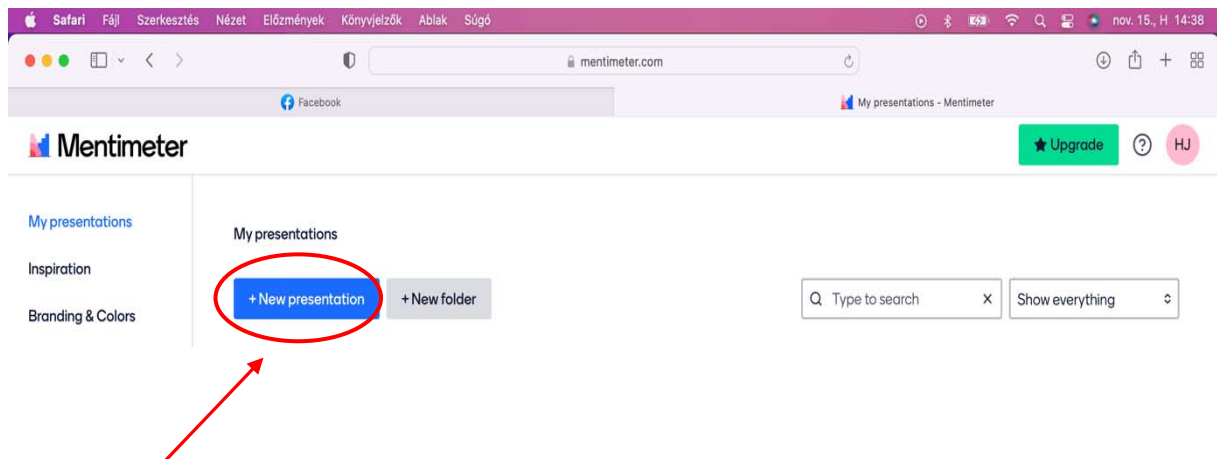 Safari Fájl Szerkesztés Nézet Előzmények Könyvjelzők Ablak Súgó nov. 15., H 14:38
mentimeter.com
Facebook My presentations - Mentimeter
Mentimeter Upgrade ? HJ
My presentations
Inspiration
Branding & Colors
My presentations
+ New presentation + New folder Type to search X Show everything